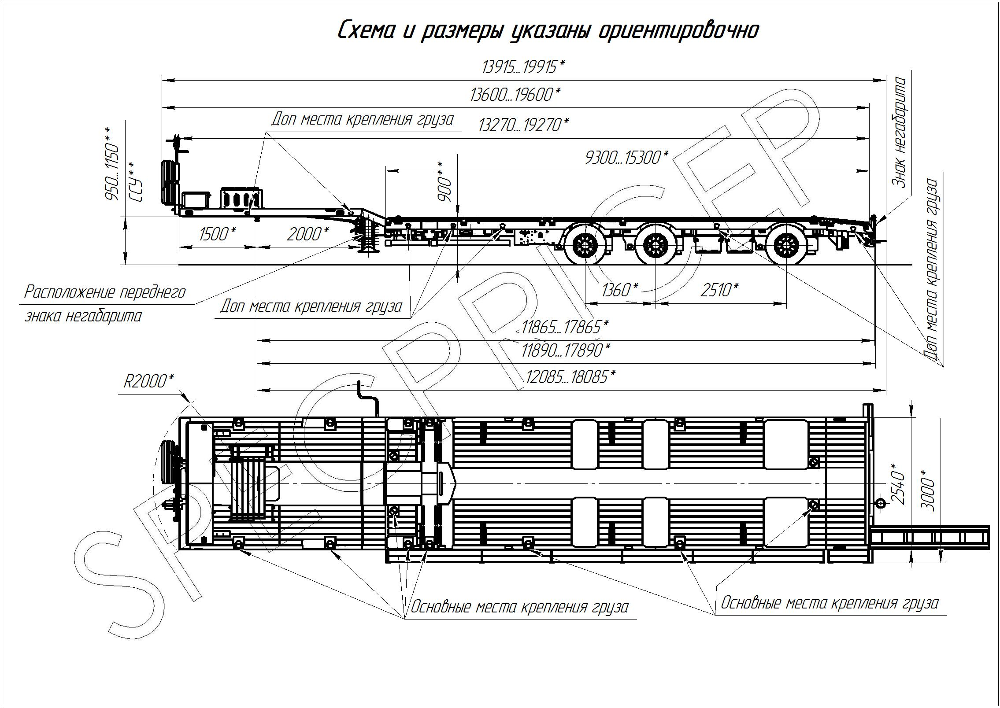 Схема и размеры указаны ориентировочно
13915...19915*
13600...19600*
Доп места крепления груза
13270...19270*
Знак негабарита
950...1150**
ССУ**
900**
9300...15300*
Доп места крепления груза
1500*
2000*
Расположение переднего
знака негабарита
Доп места крепления груза
1360*
2510*
11865...17865*
11890...17890*
12085...18085*
R2000*
2540*
3000*
Основные места крепления груза
Основные места крепления груза
SPECPRICEP